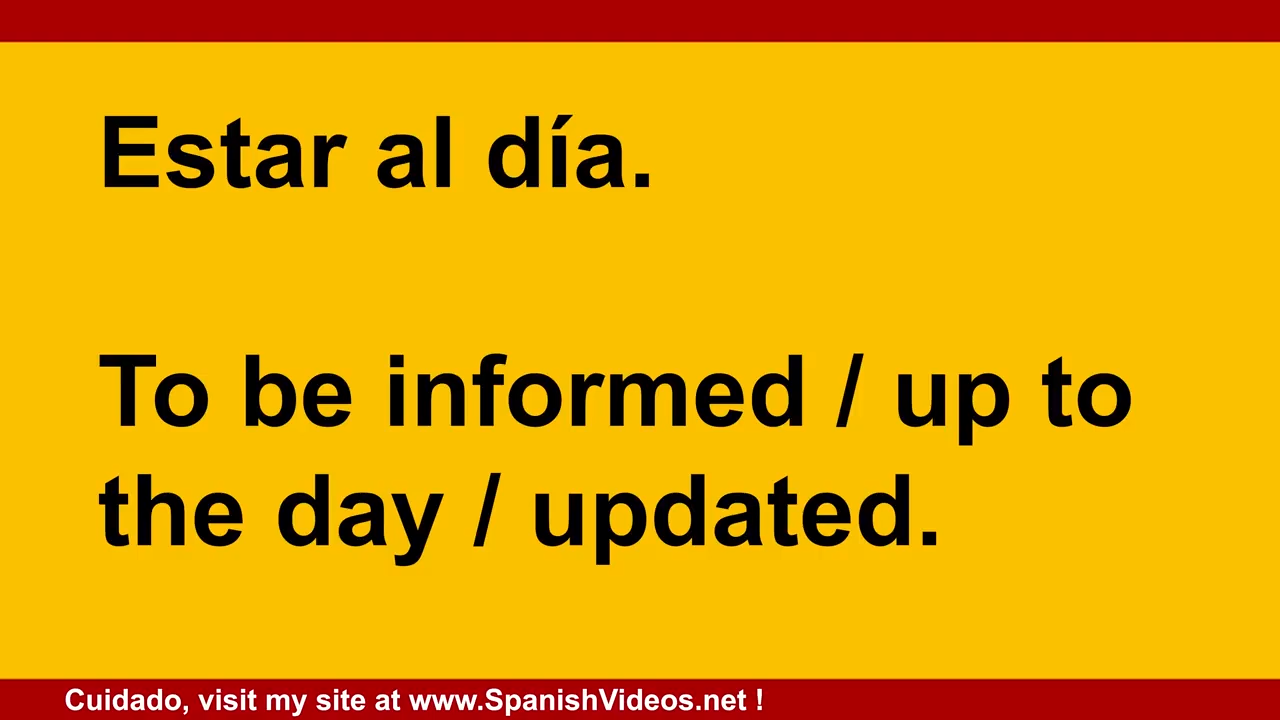 Estar al día.
To be informed / up to
the day / updated.
Cuidado, visit my site at www.SpanishVideos.net !